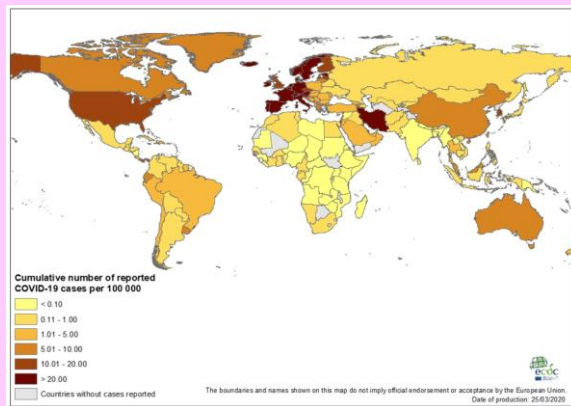 Cumulative number of reported
COVID-19 cases per 100 000
< 0.10
0.11 - 1.00
1.01 - 5.00
5.01 - 10.00
10.01 - 20.00
> 20.00
Countries without cases reported
ecdc
The boundaries and names shown on this map do not imply official endorsement or acceptance by the European Union.
Date of production: 25/03/2020